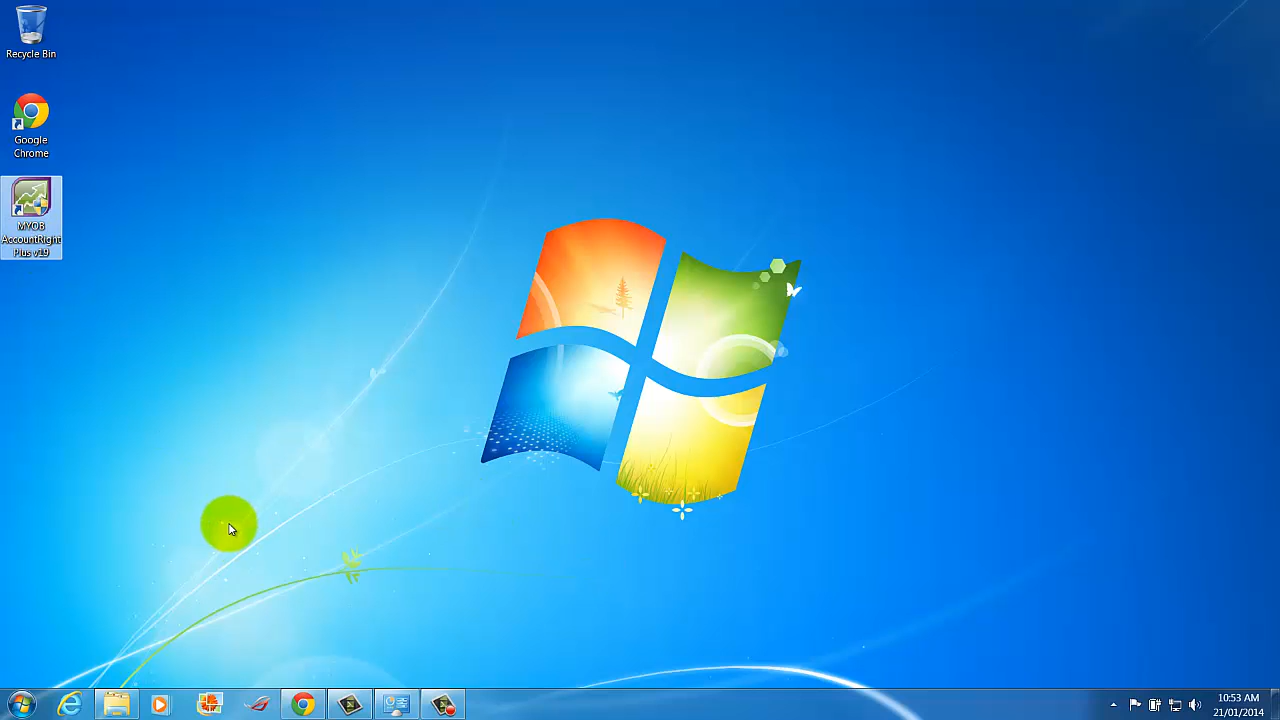 Recycle Bin
Google
Chrome
MYOB
AccountRight
Plus v19
10:53 AM
21/01/2014